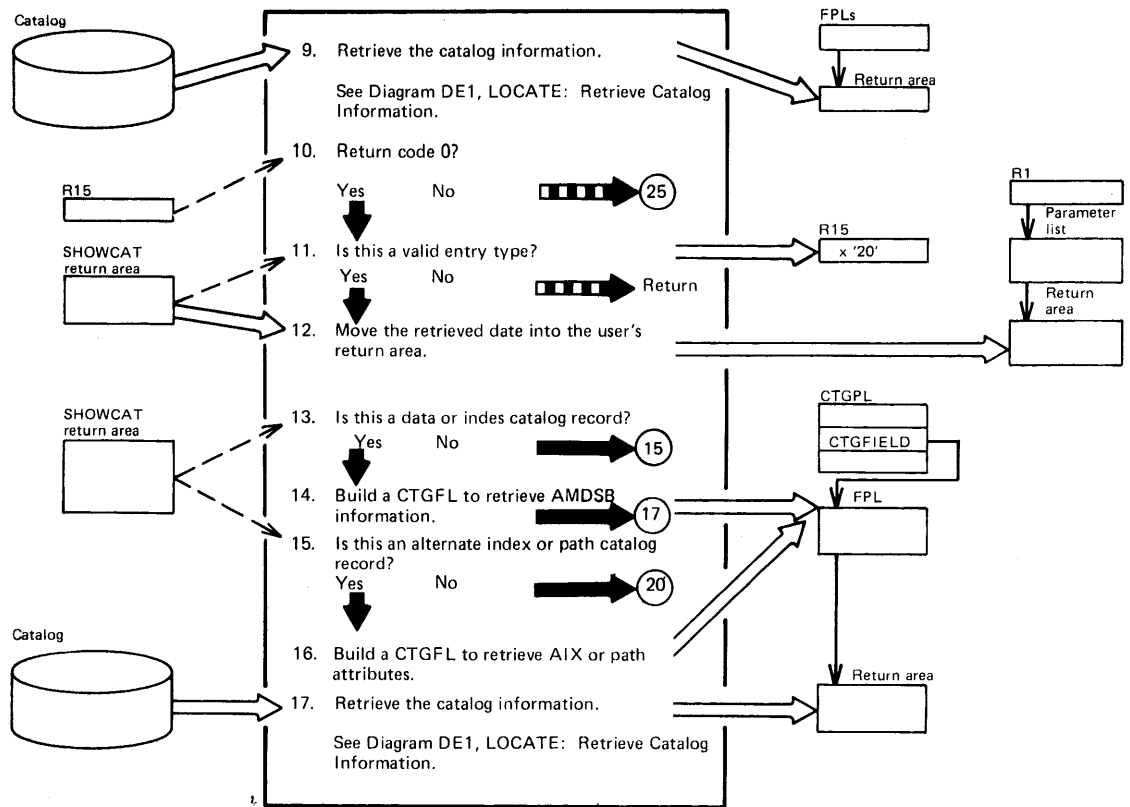 Catalog
9. Retrieve the catalog information.
See Diagram DE1, LOCATE: Retrieve Catalog
Information.
FPLs
Return area
10. Return code 0?
Yes No 25
R15
R1
Parameter
list
SHOWCAT
return area
11. Is this a valid entry type?
Yes No Return
R15
x '20'
Return
area
12. Move the retrieved date into the user's
return area.
SHOWCAT
return area
13. Is this a data or indes catalog record?
Yes No 15
CTGPL
CTGFIELD
14. Build a CTGFL to retrieve AMDSB
information. 17
FPL
15. Is this an alternate index or path catalog
record?
Yes No 20
Catalog
16. Build a CTGFL to retrieve AIX or path
attributes.
Return area
17. Retrieve the catalog information.
See Diagram DE1, LOCATE: Retrieve Catalog
Information.